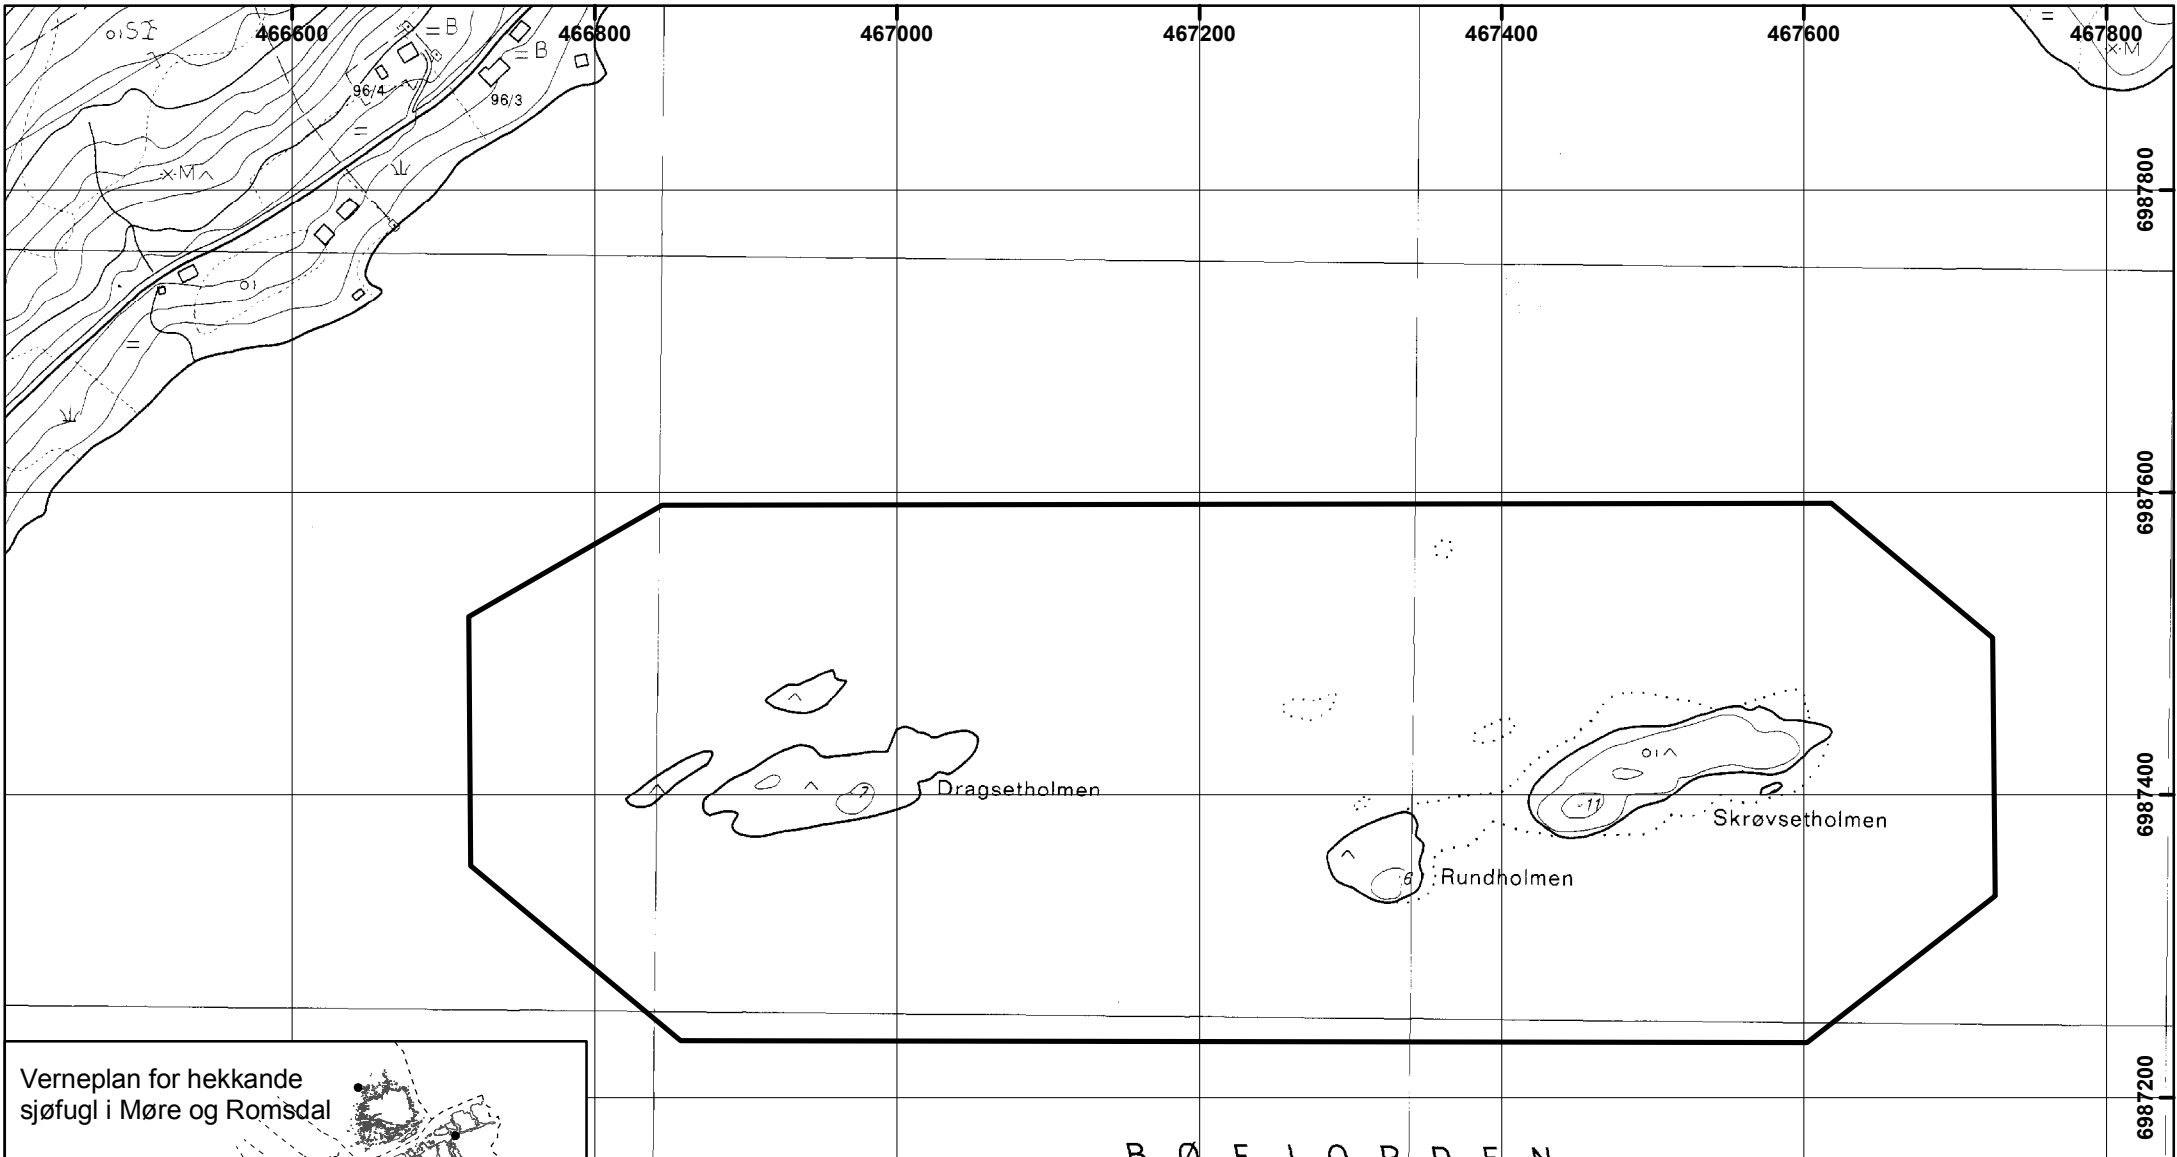 466600 466800 467000 467200 467400 467600 467800
B
B
96/4
96/3
M
M
6987800
6987600
7
Dragsetholmen
6987400
11
Skrøvsetholmen
6
Rundholmen
6987200
Verneplan for hekkande
sjøfugl i Møre og Romsdal
BØFJORDEN